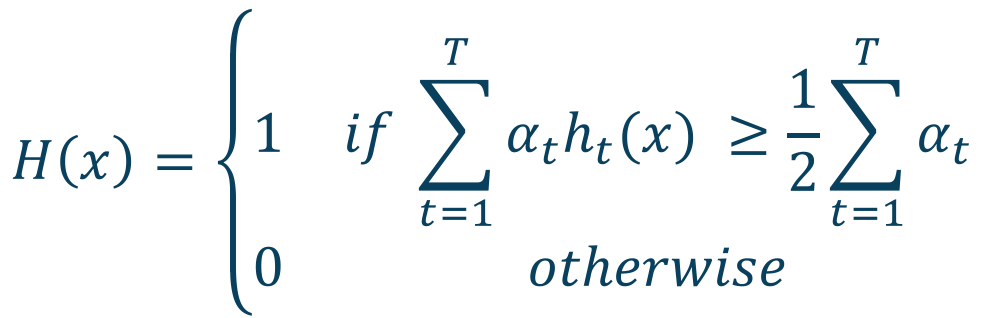 H(x) = { 1 if ∑_{t=1}^{T} α_t h_t(x) ≥ 1/2 ∑_{t=1}^{T} α_t
0 otherwise